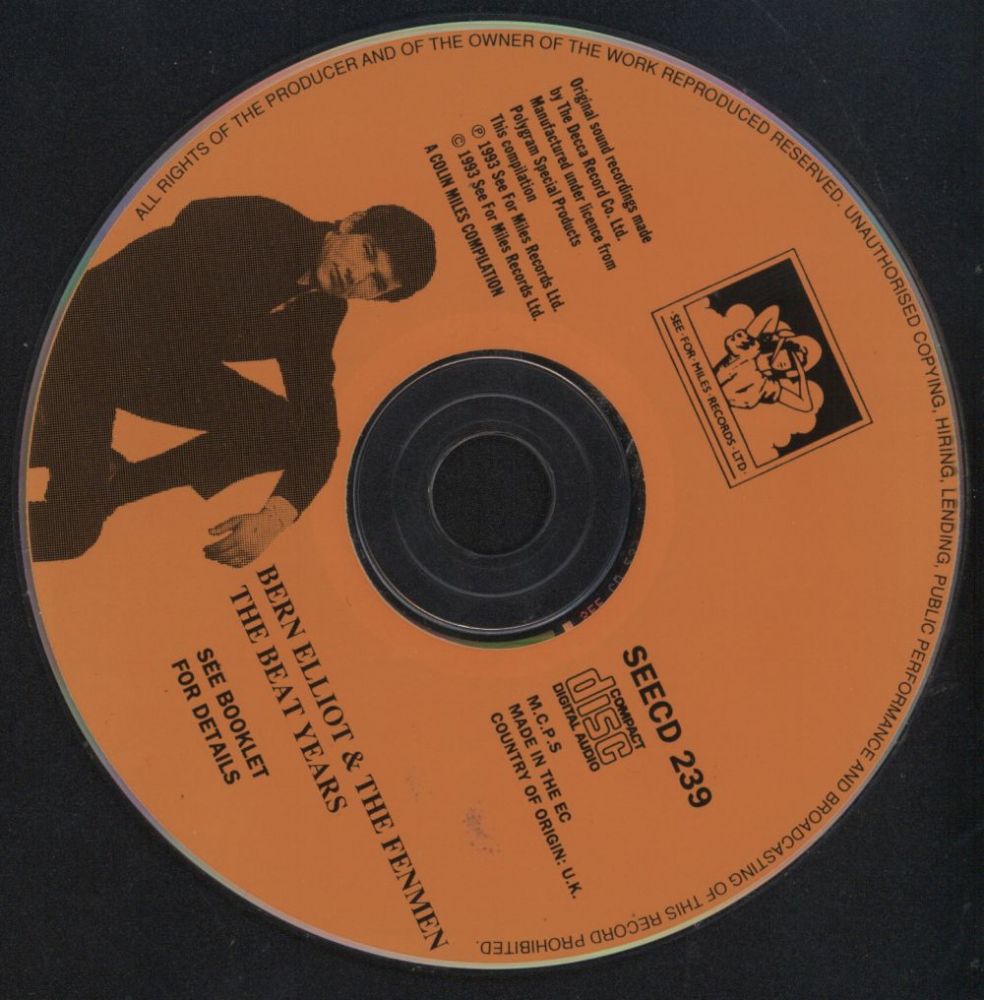 ALL RIGHTS OF THE PRODUCER AND OF THE OWNER OF THE WORK REPRODUCED RESERVED. UNAUTHORISED COPYING, HIRING, LENDING, PUBLIC PERFORMANCE AND BROADCASTING OF THIS RECORD PROHIBITED.
Original sound recordings made
by The Decca Record Co. Ltd.
Manufactured under licence from
Polygram Special Products
This compilation
℗ 1993 See For Miles Records Ltd.
© 1993 See For Miles Records Ltd.
A COLIN MILES COMPILATION
·SEE·FOR·MILES·RECORDS·LTD·
SEECD 239
COMPACT
disc
DIGITAL AUDIO
M.C.P.S
MADE IN THE EC
COUNTRY OF ORIGIN: U.K.
BERN ELLIOT & THE FENMEN
THE BEAT YEARS
SEE BOOKLET
FOR DETAILS